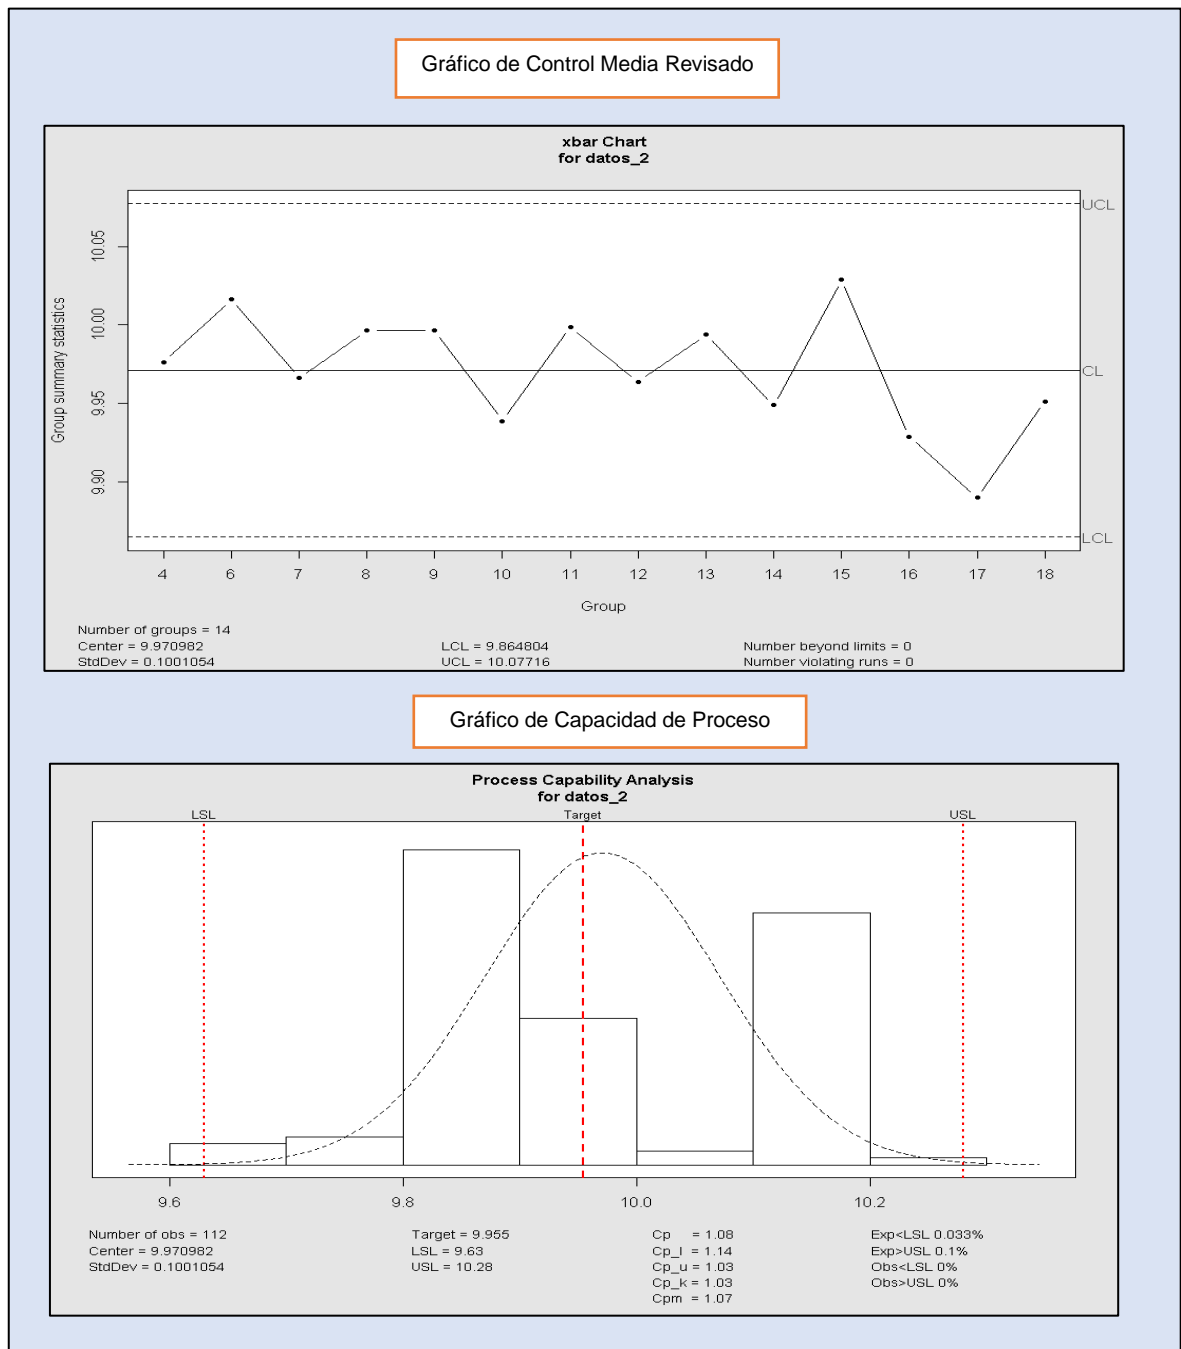 Gráfico de Control Media Revisado
xbar Chart
for datos_2
Group summary statistics
10.05
10.00
9.95
9.90
UCL
CL
LCL
4 6 7 8 9 10 11 12 13 14 15 16 17 18
Group
Number of groups = 14
Center = 9.970982
StdDev = 0.1001054
LCL = 9.864804
UCL = 10.07716
Number beyond limits = 0
Number violating runs = 0
Gráfico de Capacidad de Proceso
Process Capability Analysis
for datos_2
LSL Target USL
9.6 9.8 10.0 10.2
Number of obs = 112
Center = 9.970982
StdDev = 0.1001054
Target = 9.955
LSL = 9.63
USL = 10.28
Cp = 1.08
Cp_l = 1.14
Cp_u = 1.03
Cp_k = 1.03
Cpm = 1.07
Exp<LSL 0.033%
Exp>USL 0.1%
Obs<LSL 0%
Obs>USL 0%